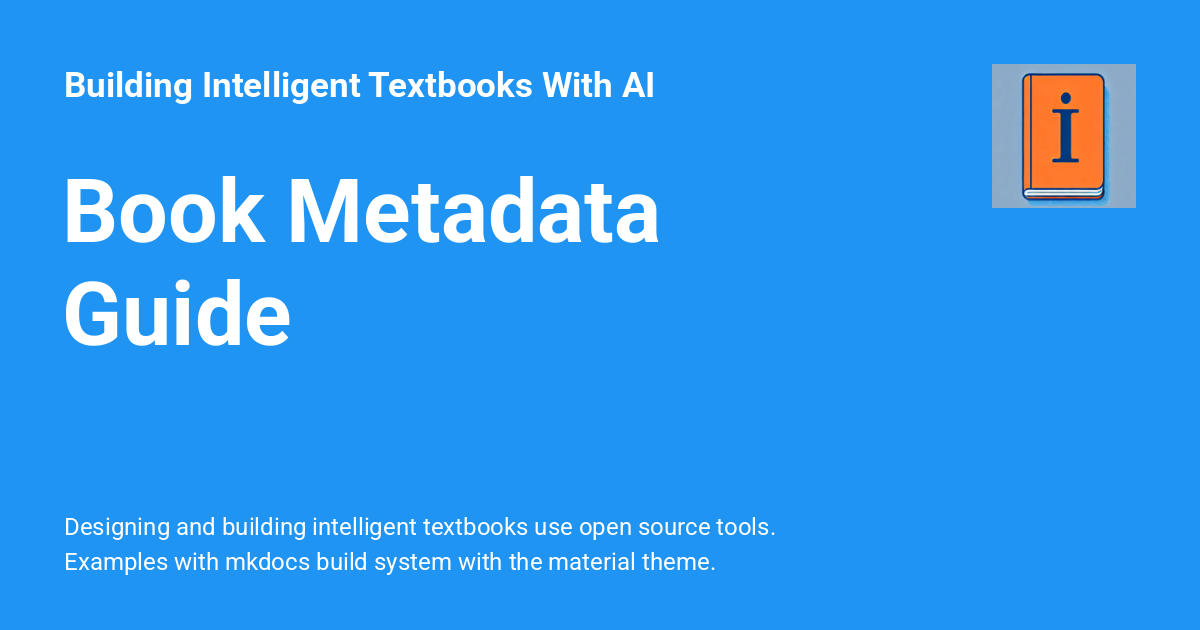 Building Intelligent Textbooks With AI
i
Book Metadata
Guide
Designing and building intelligent textbooks use open source tools.
Examples with mkdocs build system with the material theme.